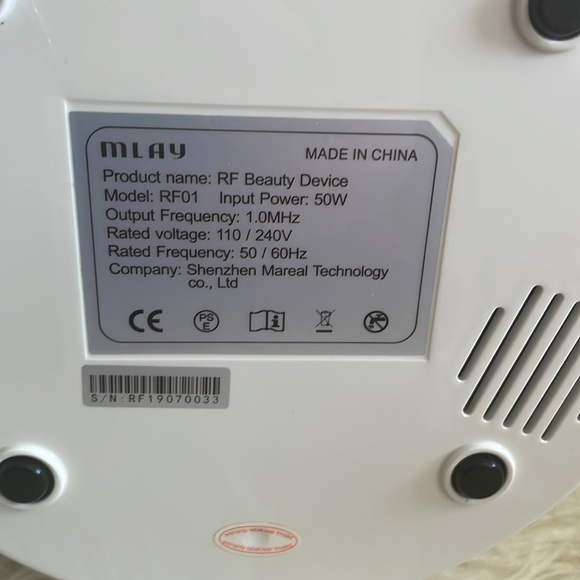 MLAY
MADE IN CHINA
Product name: RF Beauty Device
Model: RF01 Input Power: 50W
Output Frequency: 1.0MHz
Rated voltage: 110 / 240V
Rated Frequency: 50 / 60Hz
Company: Shenzhen Mareal Technology
co., Ltd
CE
PS
E
S/N:RF19070033